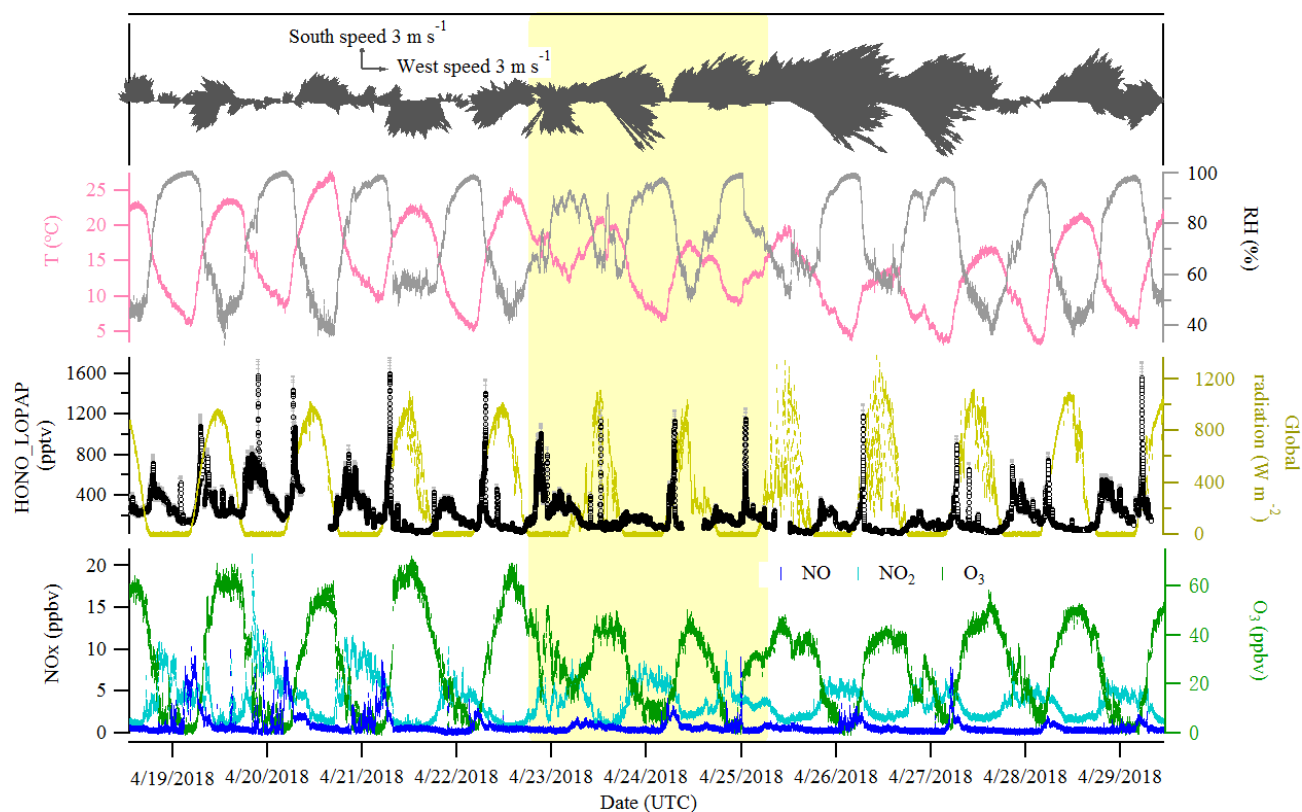 South speed 3 m s⁻¹
West speed 3 m s⁻¹
25
20
15
10
5
T (°C)
100
80
60
40
RH (%)
1600
1200
800
400
HONO_LOPAP
(pptv)
1200
800
400
0
Global
radiation (W m⁻²)
NO
NO₂
O₃
20
15
10
5
0
NOx (ppbv)
60
40
20
0
O₃ (ppbv)
4/19/2018 4/20/2018 4/21/2018 4/22/2018 4/23/2018 4/24/2018 4/25/2018 4/26/2018 4/27/2018 4/28/2018 4/29/2018
Date (UTC)